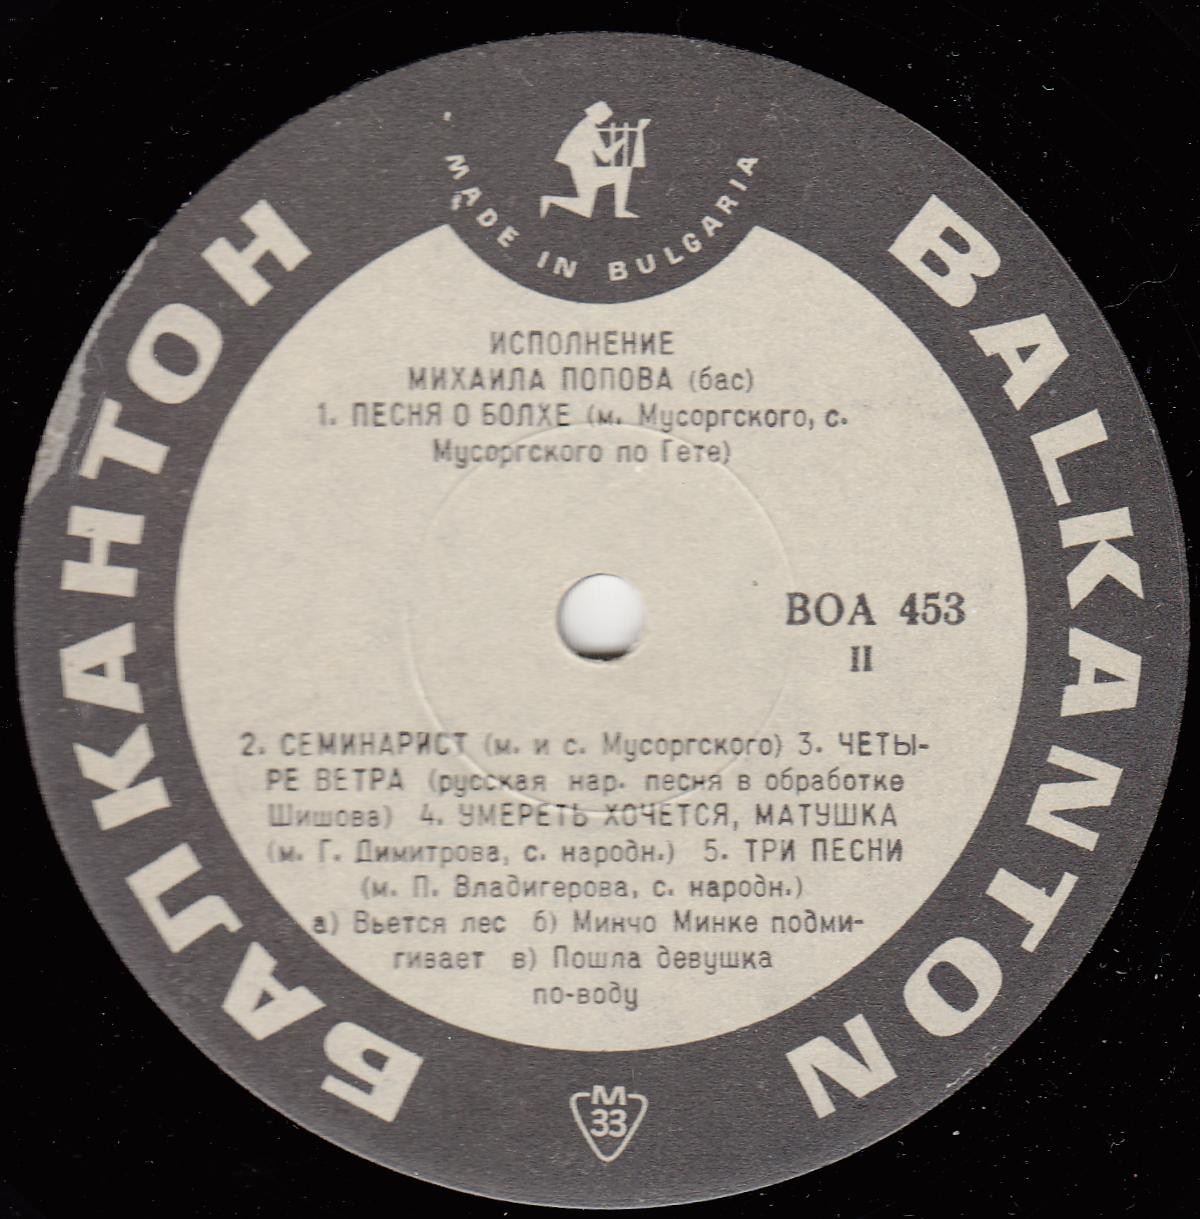 MADE IN BULGARIA
БАЛКАНТОН
BALKANTON
ИСПОЛНЕНИЕ
МИХАИЛА ПОПОВА (бас)
1. ПЕСНЯ О БОЛХЕ (м. Мусоргского, с.
Мусоргского по Гете)
ВОА 453
II
2. СЕМИНАРИСТ (м. и с. Мусоргского) 3. ЧЕТЫ-
РЕ ВЕТРА (русская нар. песня в обработке
Шишова) 4. УМЕРЕТЬ ХОЧЕТСЯ, МАТУШКА
(м. Г. Димитрова, с. народн.) 5. ТРИ ПЕСНИ
(м. П. Владигерова, с. народн.)
а) Вьется лес б) Минчо Минке подми-
гивает в) Пошла девушка
по-воду
М
33